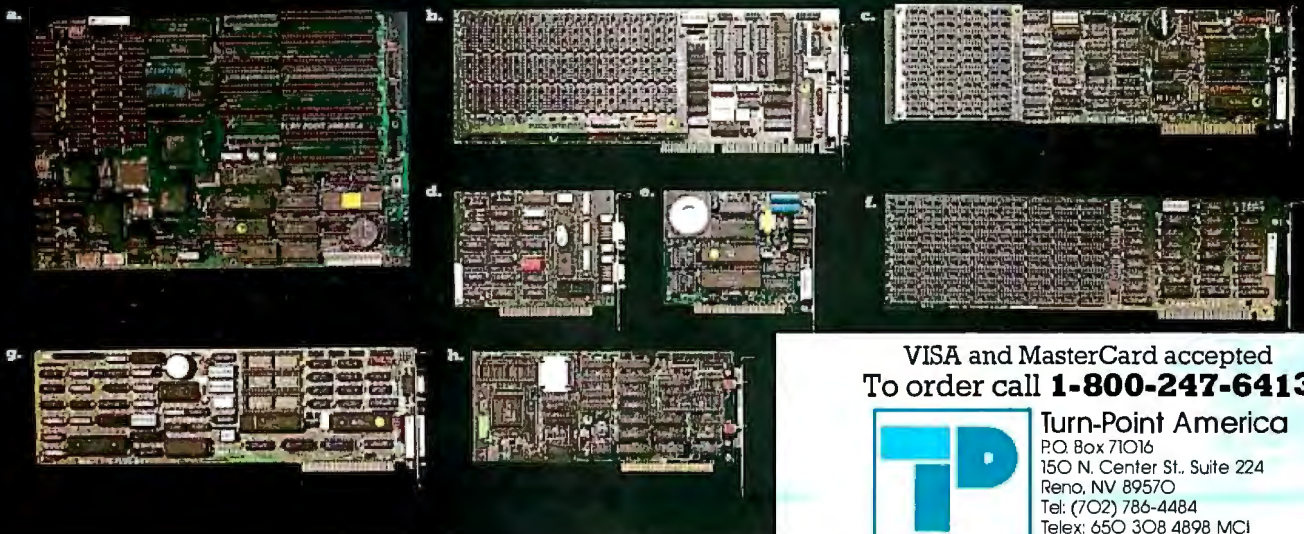 a.
b.
c.
d.
e.
f.
g.
h.
VISA and MasterCard accepted
To order call 1-800-247-6413
TP
Turn-Point America
P.O. Box 71016
150 N. Center St., Suite 224
Reno, NV 89570
Tel: (702) 786-4484
Telex: 650 308 4898 MCI